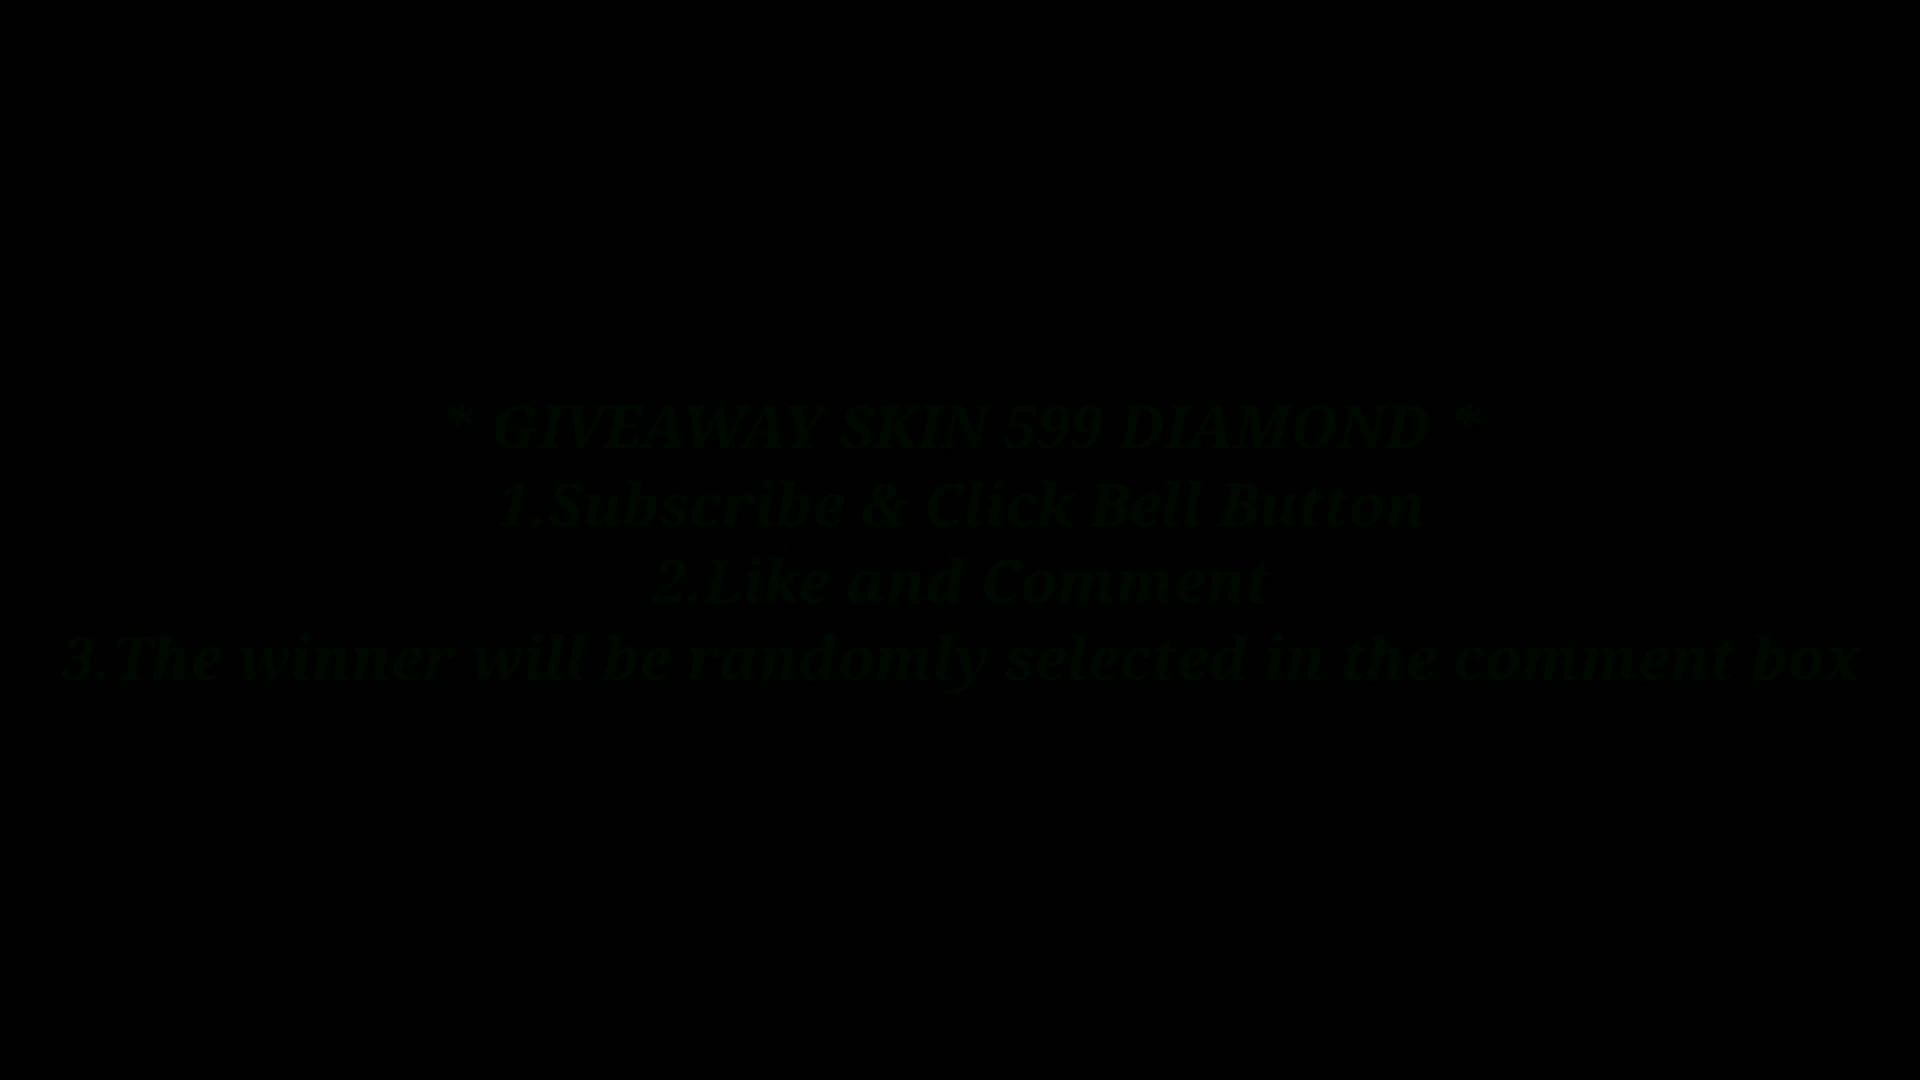 * GIVEAWAY SKIN 599 DIAMOND *
1.Subscribe & Click Bell Button
2.Like and Comment
3.The winner will be randomly selected in the comment box